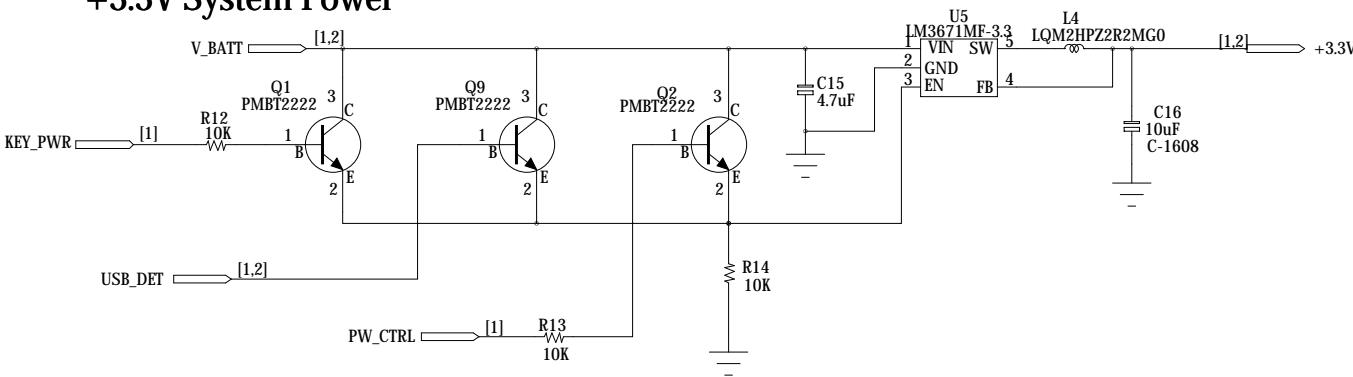 +3.3V System Power
V_BATT
[1,2]
U5
LM3671MF-3.3
1 VIN SW 5
2 GND
3 EN FB 4
L4
LQM2HPZ2R2MG0
[1,2]
+3.3V
Q1
PMBT2222
3
C
1
B
E
2
Q9
PMBT2222
3
C
1
B
E
2
Q2
PMBT2222
3
C
1
B
E
2
C15
4.7uF
C16
10uF
C-1608
KEY_PWR
[1]
R12
10K
USB_DET
[1,2]
R14
10K
PW_CTRL
[1]
R13
10K